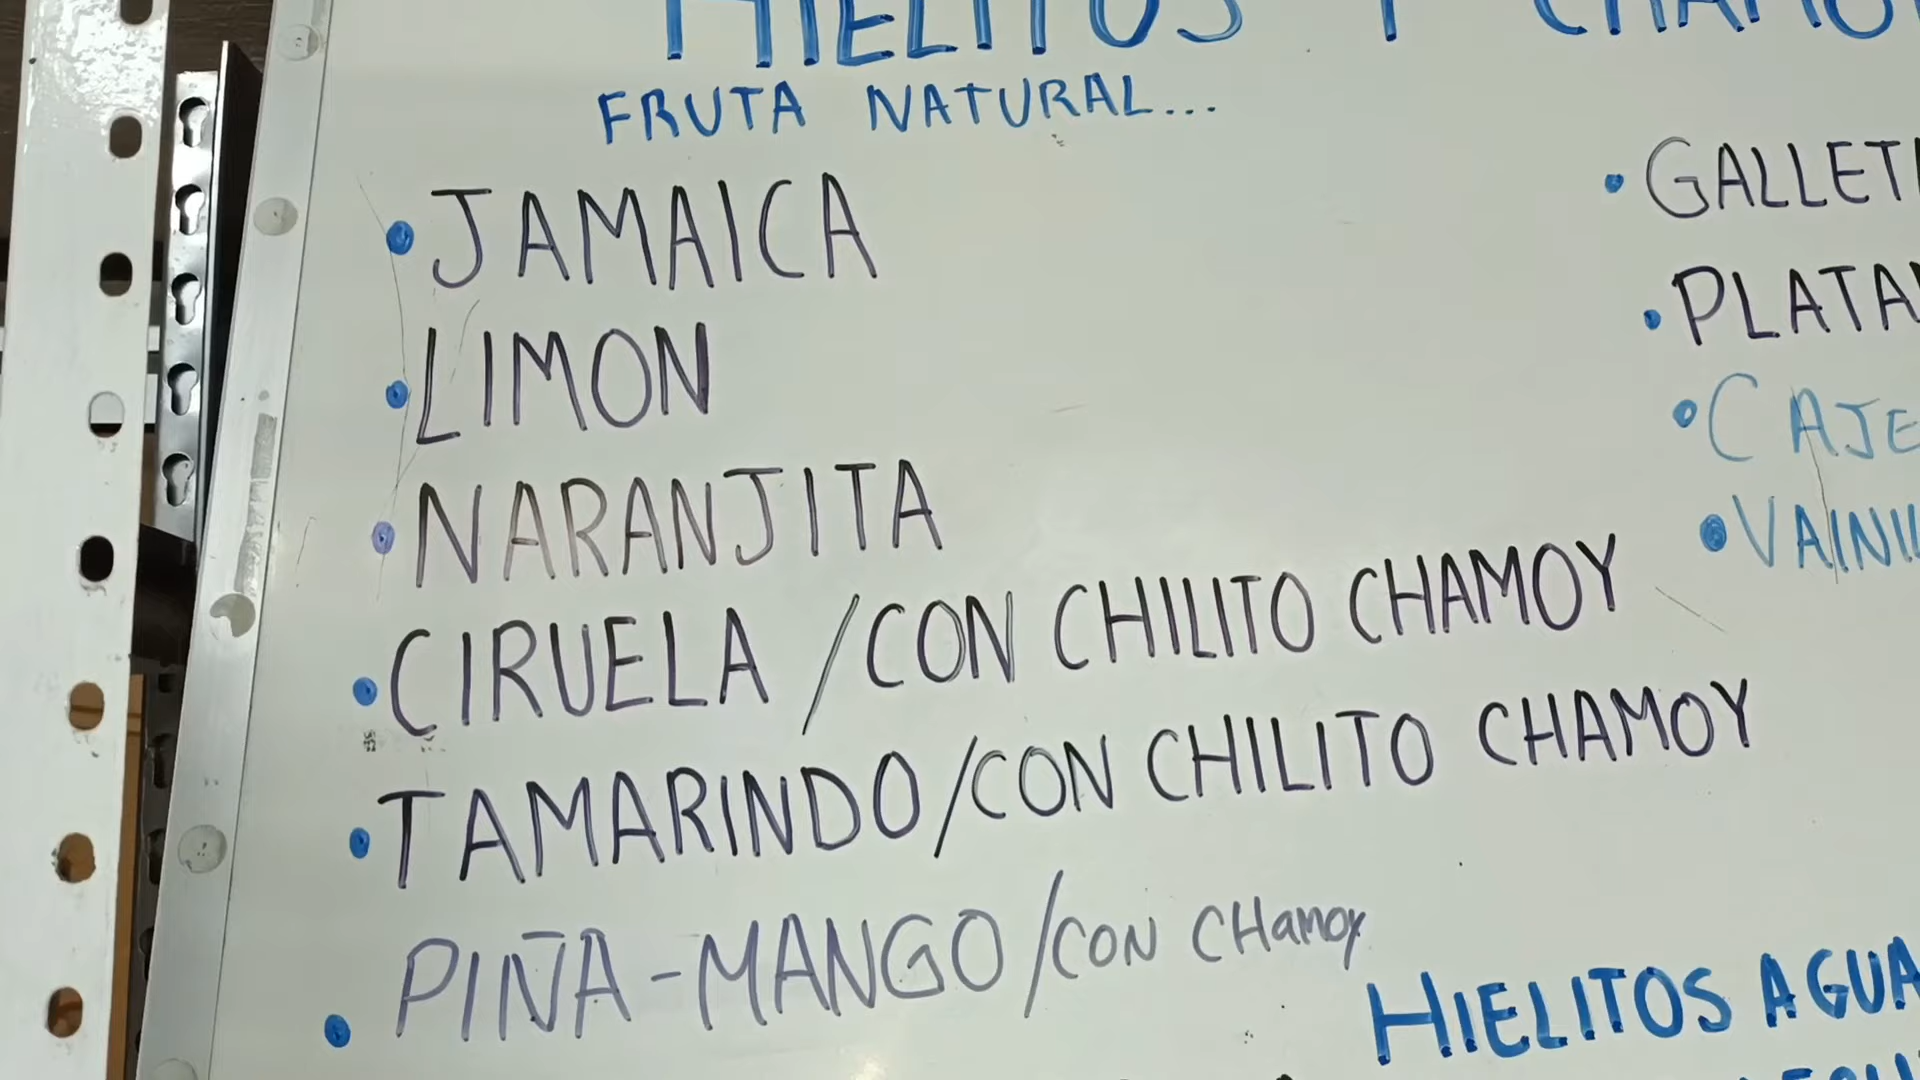 HIELITOS Y
FRUTA NATURAL...
• JAMAICA
• LIMON
• NARANJITA
• CIRUELA / CON CHILITO CHAMOY
• TAMARINDO / CON CHILITO CHAMOY
• PIÑA - MANGO / CON CHamoy
• GALLET
• PLATA
• CAJE
• VAINI
HIELITOS AGUA